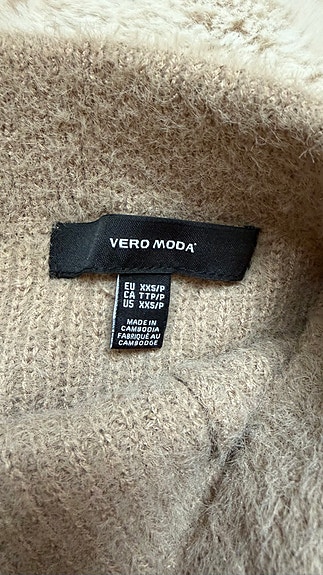 VERO MODA®
EU XXS/P
CA TTP/P
US XXS/P
MADE IN
CAMBODIA
FABRIQUÉ AU
CAMBODGE